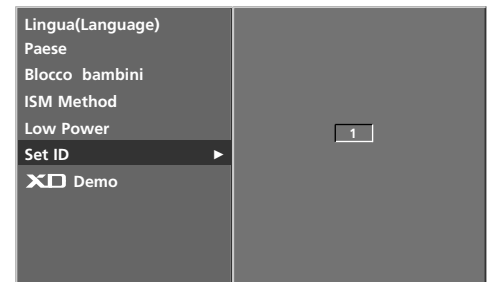 Lingua(Language)
Paese
Blocco bambini
ISM Method
Low Power
1
Set ID ►
XD Demo